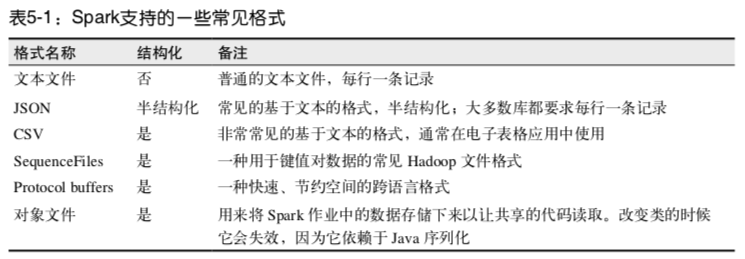 表5-1：Spark支持的一些常见格式
格式名称 结构化 备注
文本文件 否 普通的文本文件，每行一条记录
JSON 半结构化 常见的基于文本的格式，半结构化；大多数库都要求每行一条记录
CSV 是 非常常见的基于文本的格式，通常在电子表格应用中使用
SequenceFiles 是 一种用于键值对数据的常见 Hadoop 文件格式
Protocol buffers 是 一种快速、节约空间的跨语言格式
对象文件 是 用来将 Spark 作业中的数据存储下来以让共享的代码读取。改变类的时候
它会失效，因为它依赖于 Java 序列化